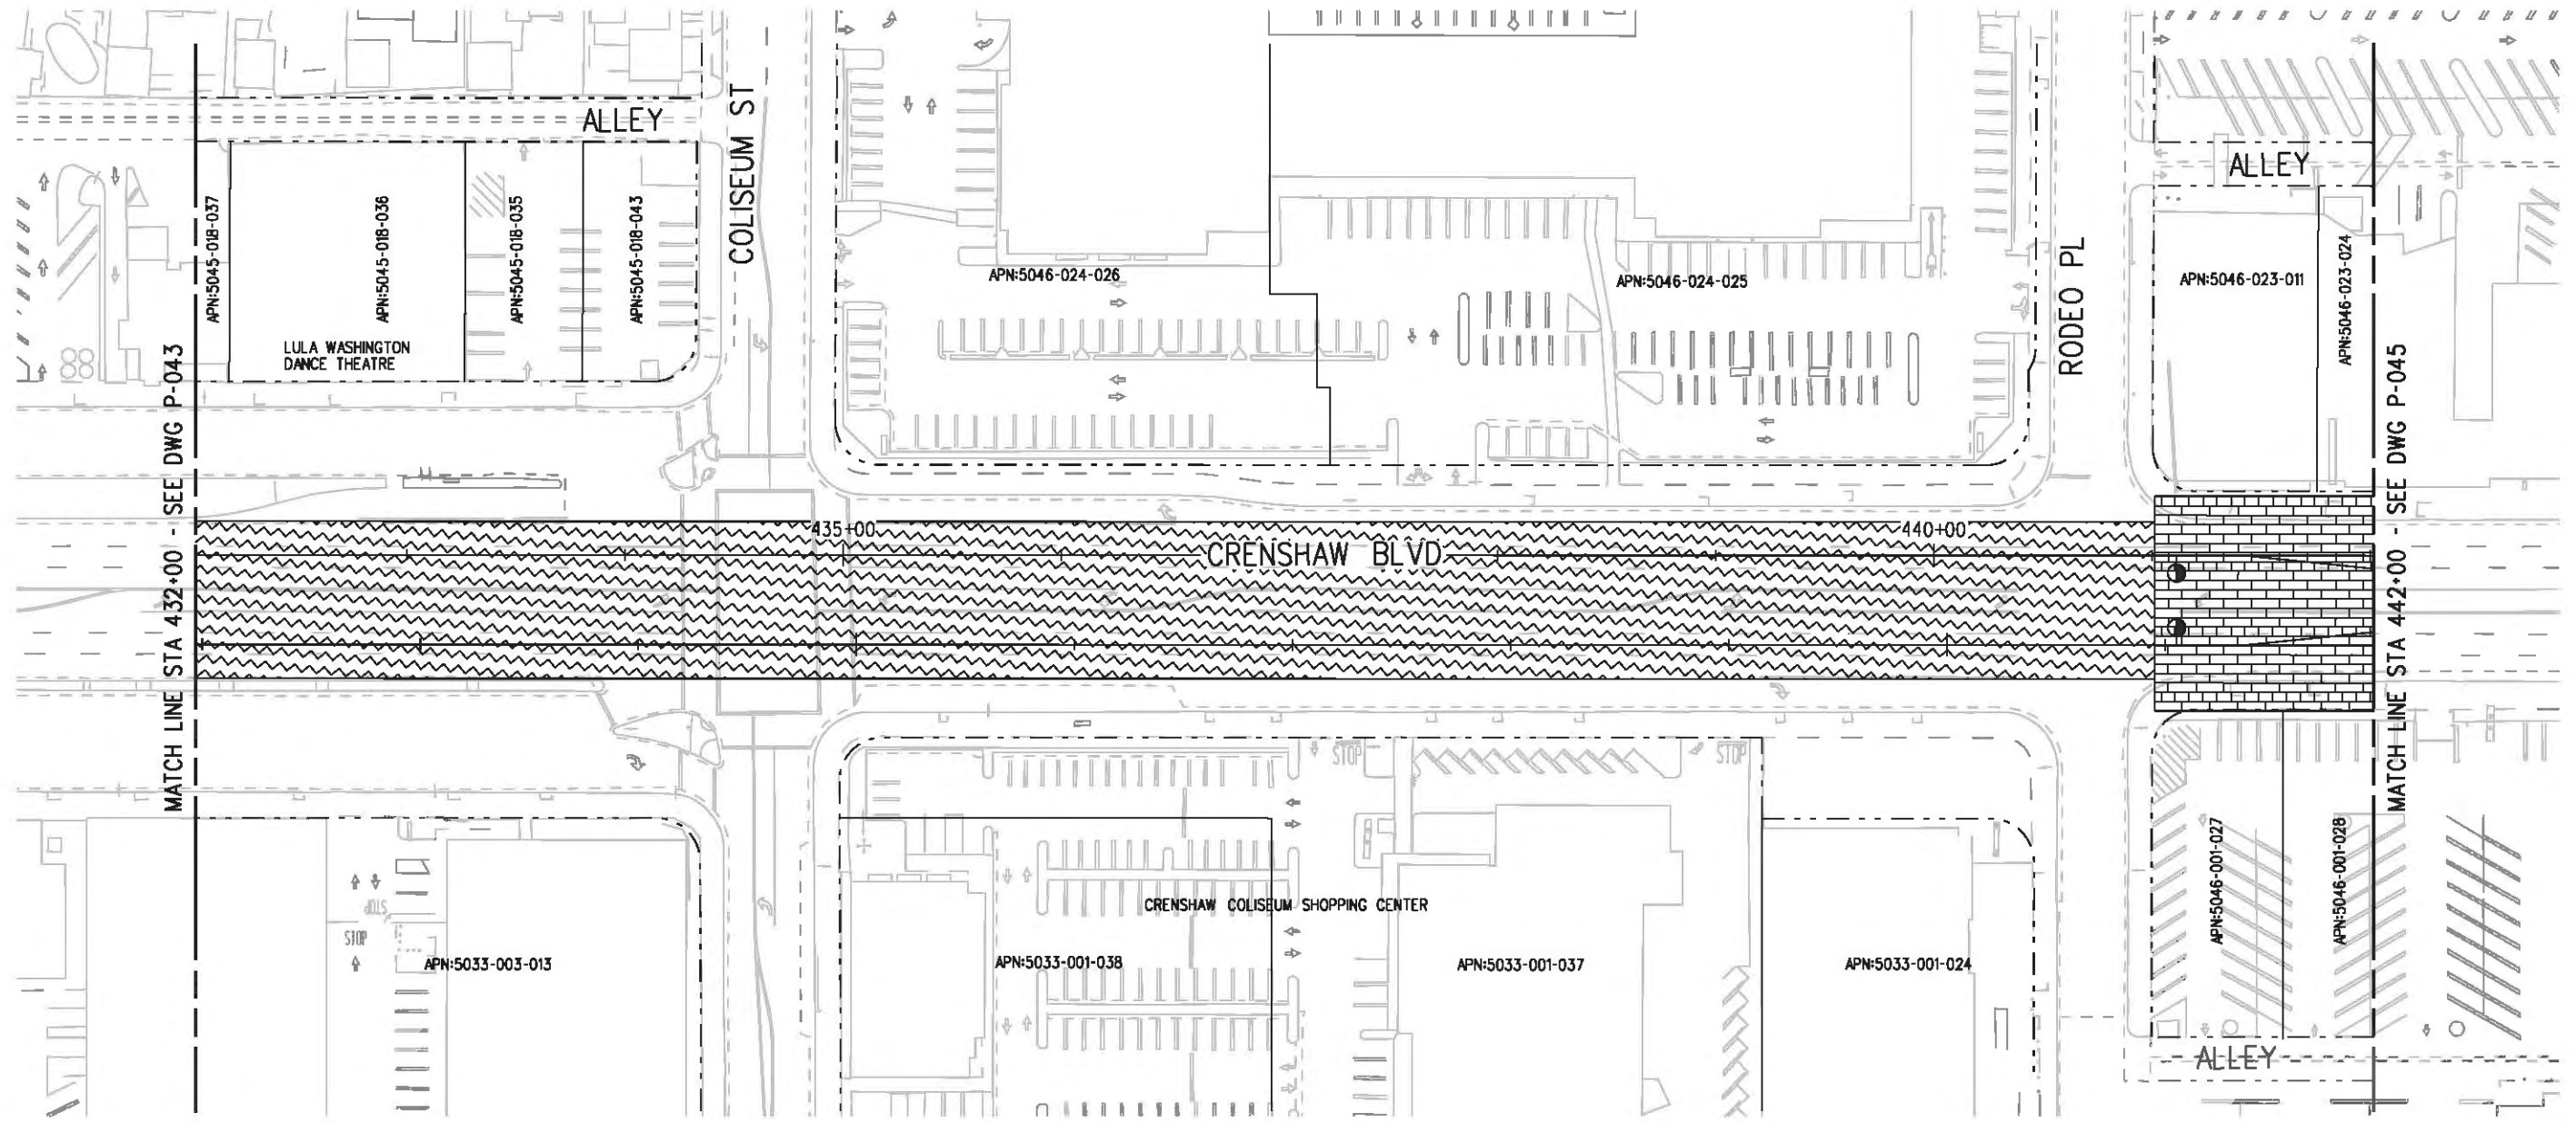 ALLEY
COLISEUM ST
APN:5045-018-037
APN:5045-018-036
APN:5045-018-035
APN:5045-018-043
LULA WASHINGTON
DANCE THEATRE
APN:5046-024-026
APN:5046-024-025
RODEO PL
ALLEY
APN:5046-023-011
APN:5046-023-024
MATCH LINE STA 432+00 - SEE DWG P-043
MATCH LINE STA 442+00 - SEE DWG P-045
435+00
440+00
CRENSHAW BLVD
STOP
STOP
STOP
STOP
CRENSHAW COLISEUM SHOPPING CENTER
APN:5033-003-013
APN:5033-001-038
APN:5033-001-037
APN:5033-001-024
APN:5046-001-027
APN:5046-001-028
ALLEY